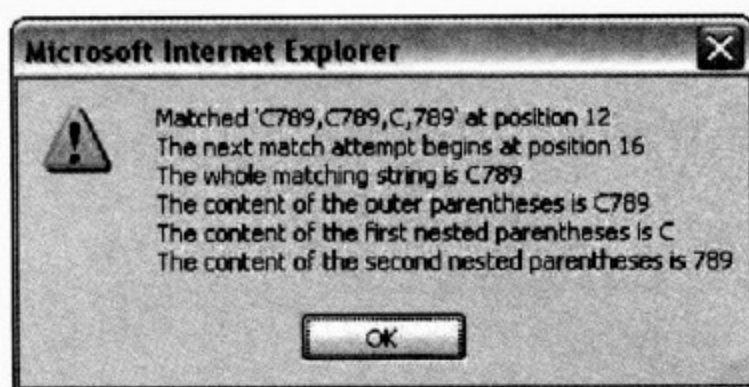 Microsoft Internet Explorer
Matched 'C789,C789,C,789' at position 12
The next match attempt begins at position 16
The whole matching string is C789
The content of the outer parentheses is C789
The content of the first nested parentheses is C
The content of the second nested parentheses is 789
OK